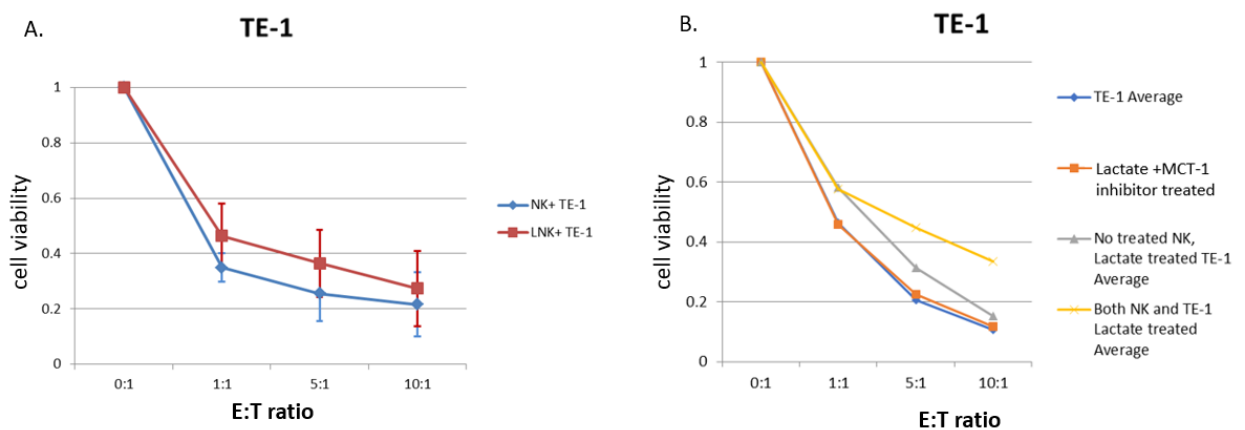 A.
TE-1
1
0.8
0.6
0.4
0.2
0
cell viability
0:1
1:1
5:1
10:1
E:T ratio
NK+ TE-1
LNK+ TE-1
B.
TE-1
1
0.8
0.6
0.4
0.2
0
cell viability
0:1
1:1
5:1
10:1
E:T ratio
TE-1 Average
Lactate +MCT-1
inhibitor treated
No treated NK,
Lactate treated TE-1
Average
Both NK and TE-1
Lactate treated
Average